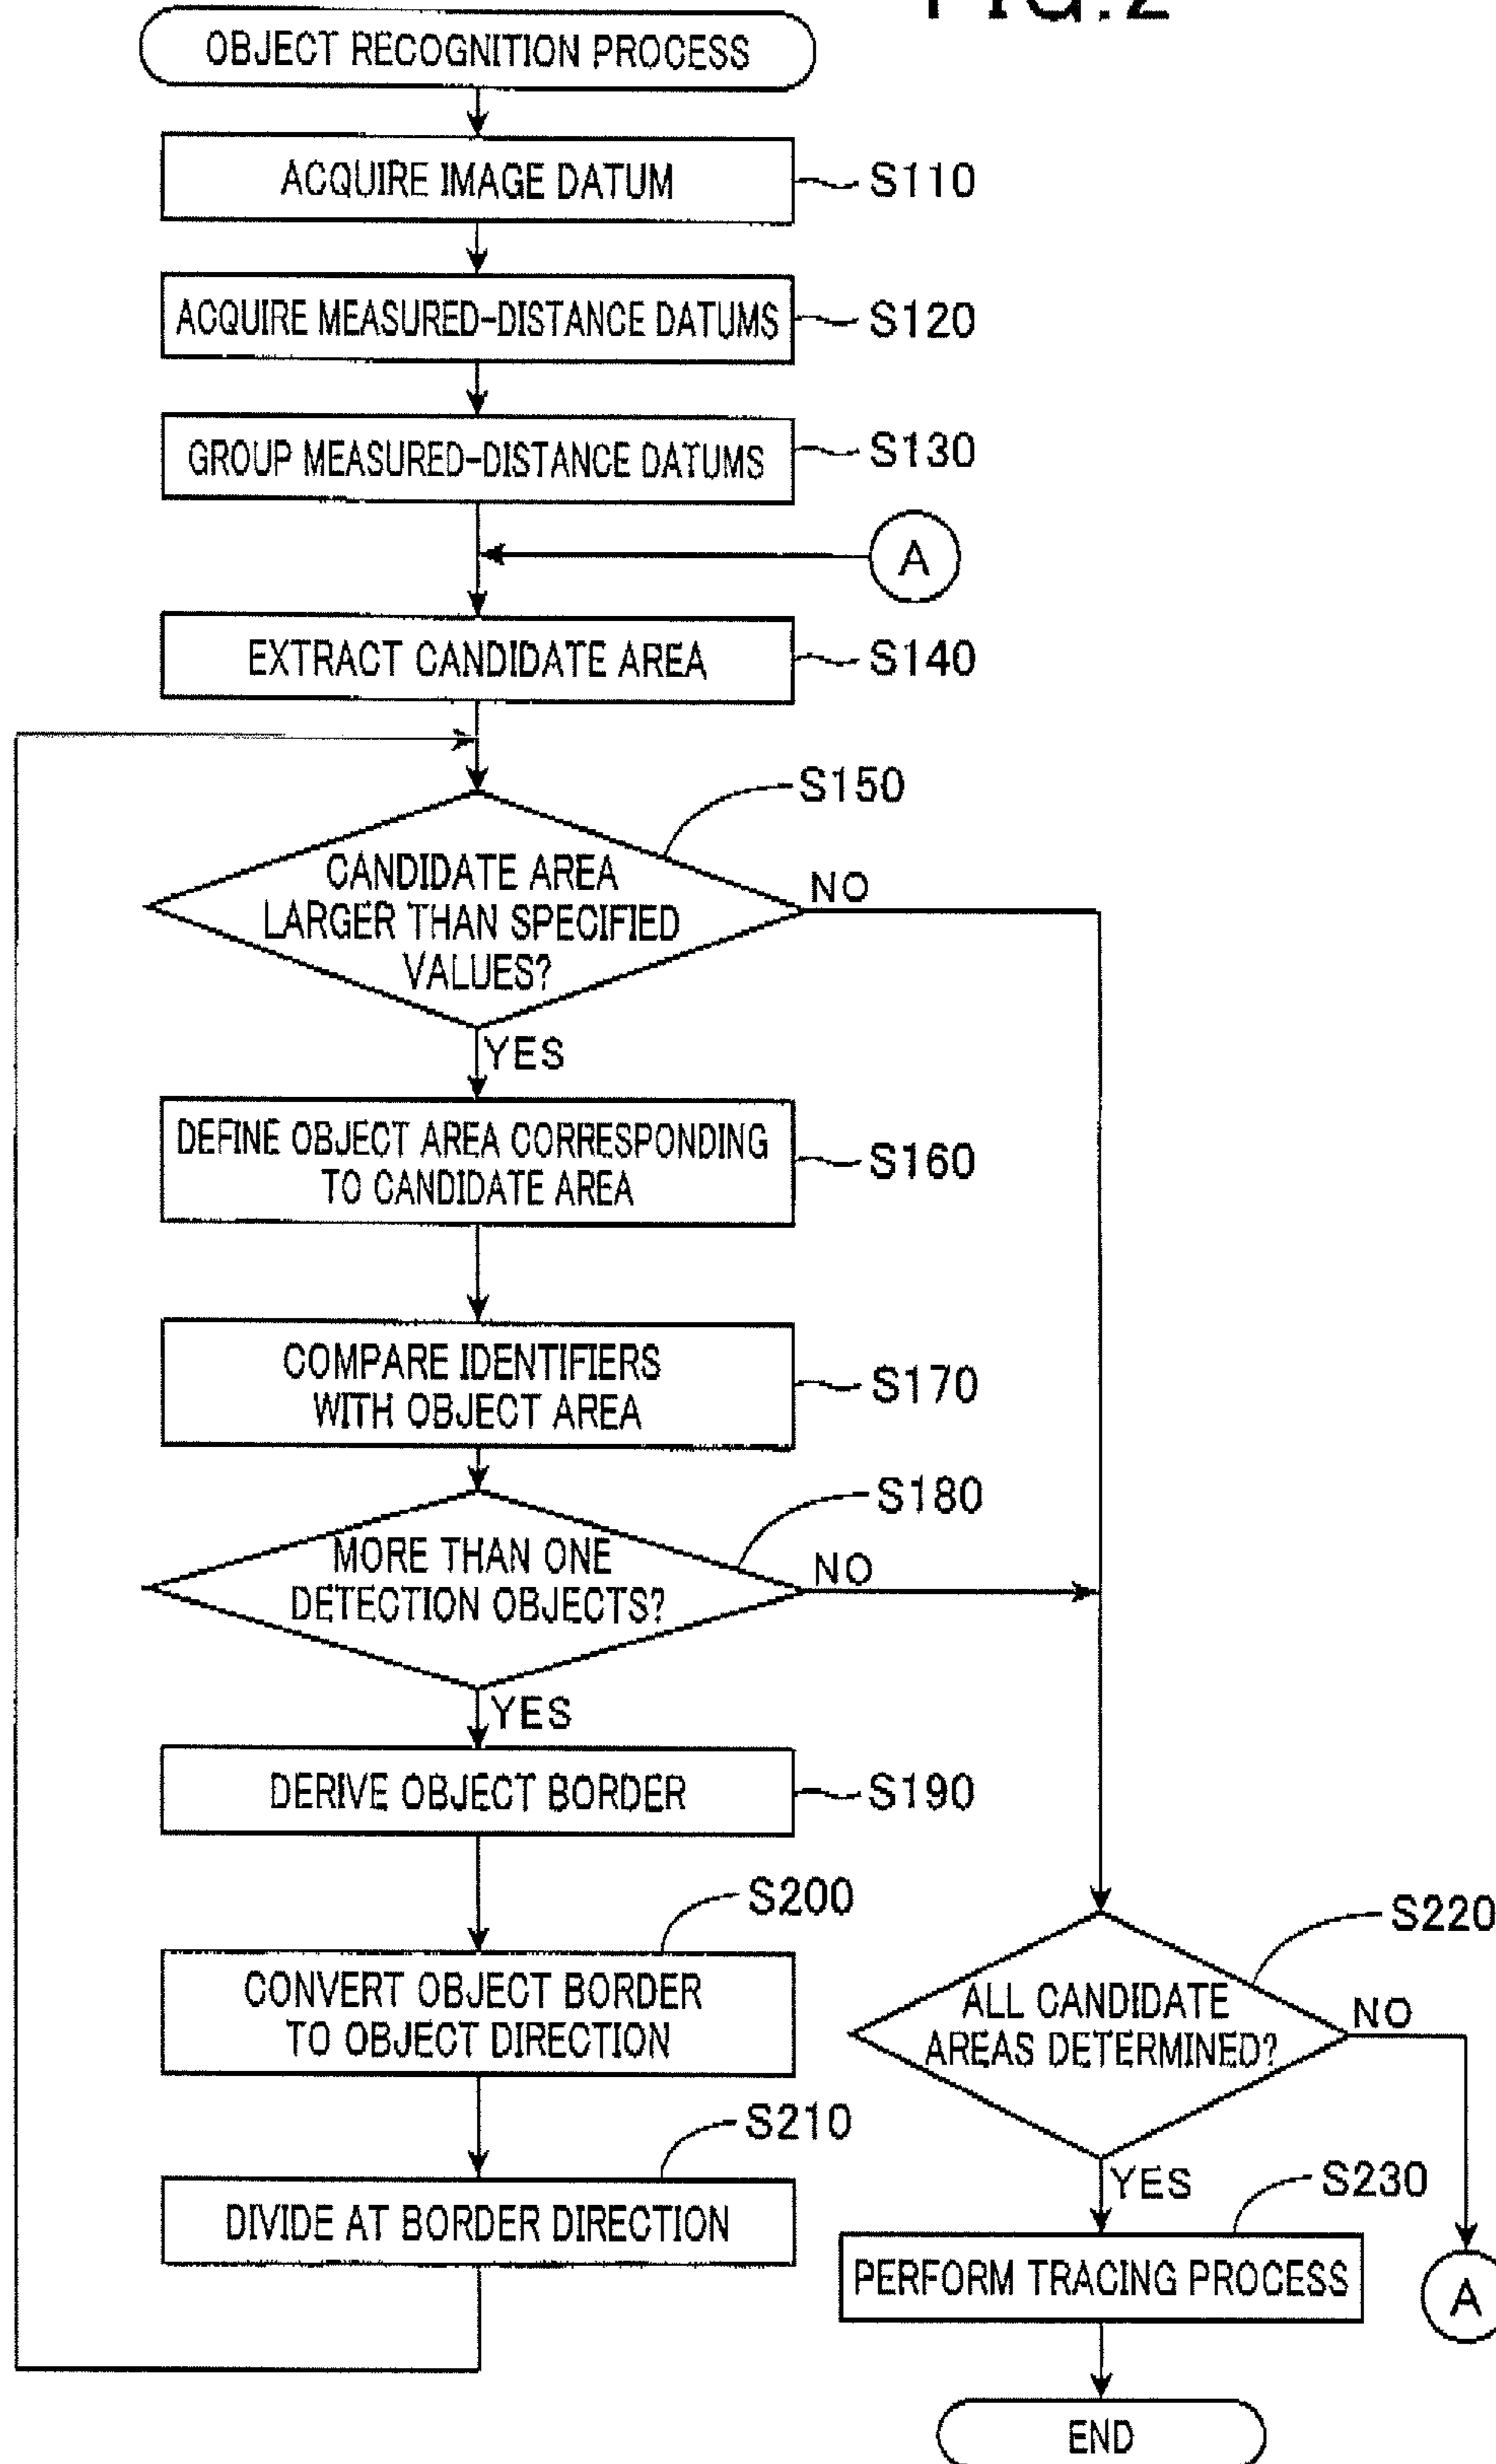 FIG.2
OBJECT RECOGNITION PROCESS
ACQUIRE IMAGE DATUM
S110
ACQUIRE MEASURED-DISTANCE DATUMS
S120
GROUP MEASURED-DISTANCE DATUMS
S130
A
EXTRACT CANDIDATE AREA
S140
S150
CANDIDATE AREA
LARGER THAN SPECIFIED
VALUES?
NO
YES
DEFINE OBJECT AREA CORRESPONDING
TO CANDIDATE AREA
S160
COMPARE IDENTIFIERS
WITH OBJECT AREA
S170
S180
MORE THAN ONE
DETECTION OBJECTS?
NO
YES
DERIVE OBJECT BORDER
S190
S200
CONVERT OBJECT BORDER
TO OBJECT DIRECTION
S210
DIVIDE AT BORDER DIRECTION
S220
ALL CANDIDATE
AREAS DETERMINED?
NO
YES
S230
PERFORM TRACING PROCESS
A
END